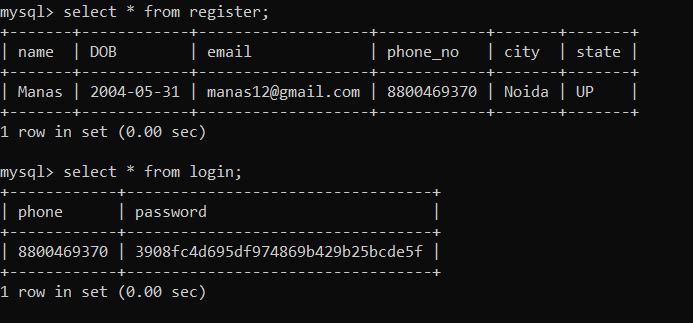 mysql> select * from register;
+-------+------------+-------------------+------------+-------+-------+
| name  | DOB        | email             | phone_no   | city  | state |
+-------+------------+-------------------+------------+-------+-------+
| Manas | 2004-05-31 | manas12@gmail.com | 8800469370 | Noida | UP    |
+-------+------------+-------------------+------------+-------+-------+
1 row in set (0.00 sec)

mysql> select * from login;
+------------+----------------------------------+
| phone      | password                         |
+------------+----------------------------------+
| 8800469370 | 3908fc4d695df974869b429b25bcde5f |
+------------+----------------------------------+
1 row in set (0.00 sec)